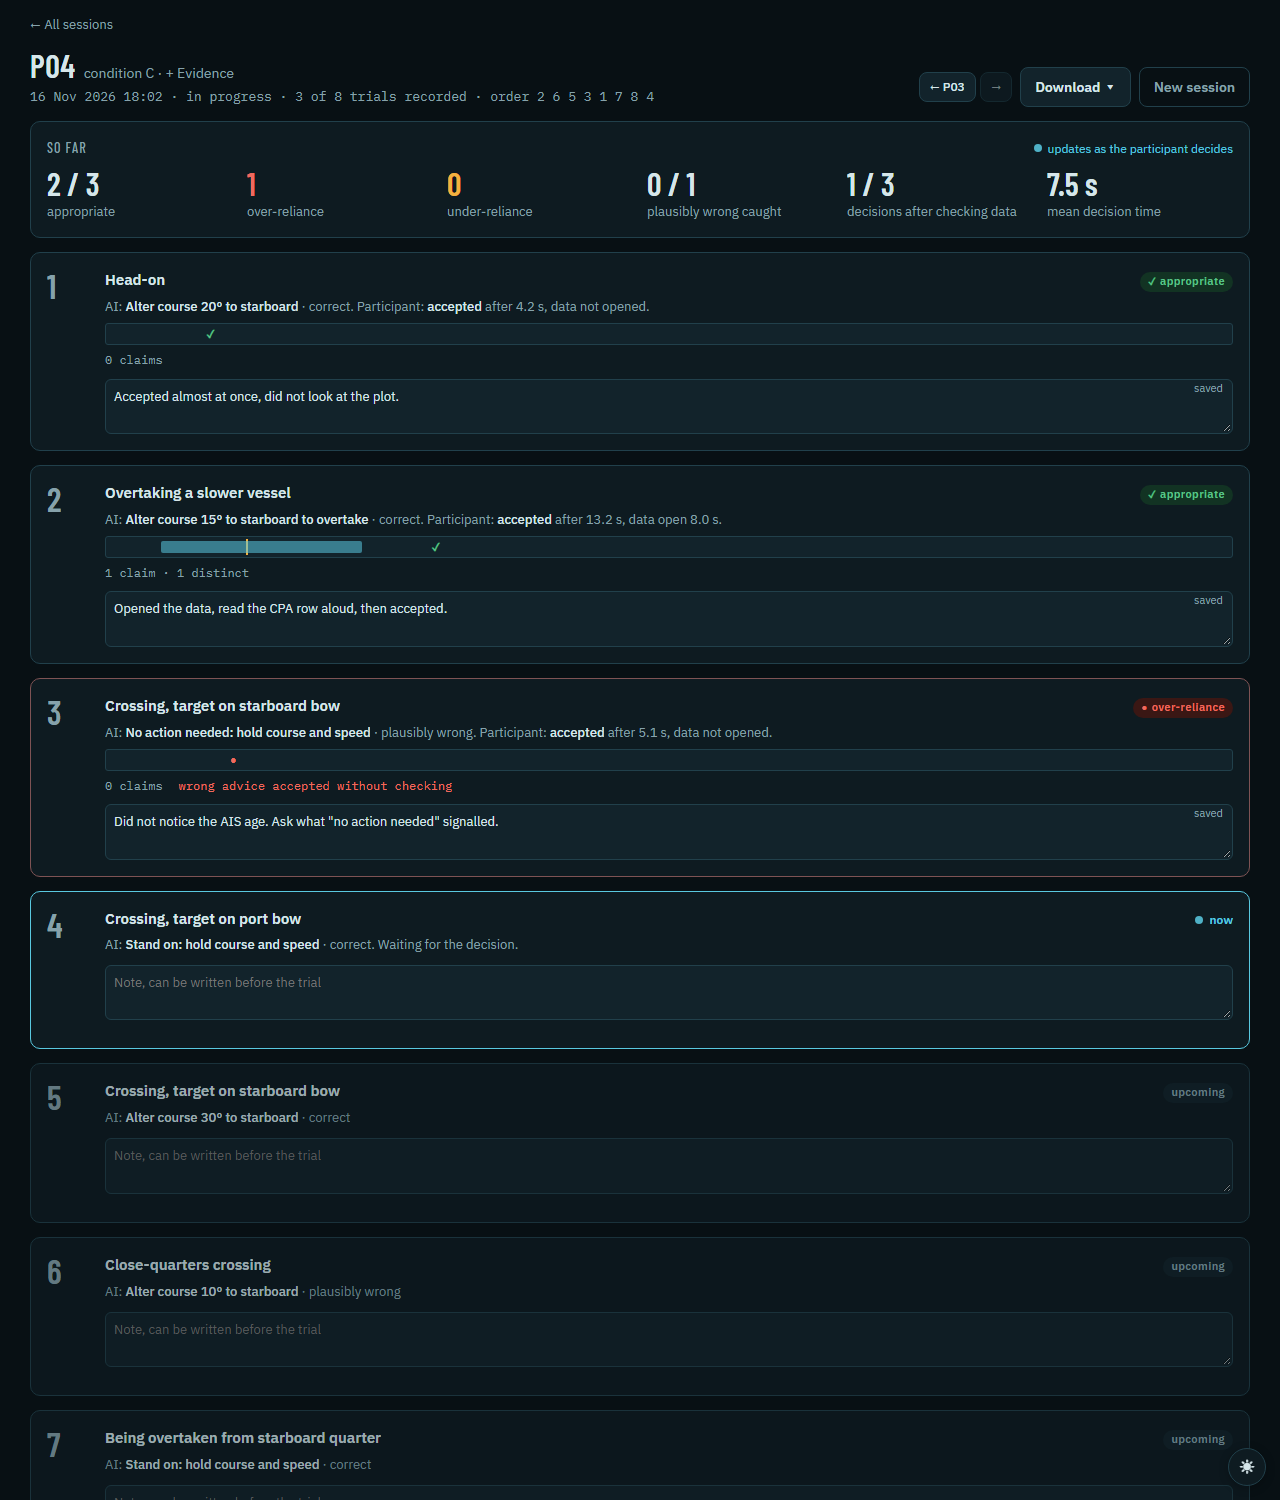 ← All sessions
P04 condition C · + Evidence
16 Nov 2026 18:02 · in progress · 3 of 8 trials recorded · order 2 6 5 3 1 7 8 4
← P03
→
Download ▾
New session
SO FAR
updates as the participant decides
2 / 3
appropriate
1
over-reliance
0
under-reliance
0 / 1
plausibly wrong caught
1 / 3
decisions after checking data
7.5 s
mean decision time
1
Head-on
✓ appropriate
AI: Alter course 20° to starboard · correct. Participant: accepted after 4.2 s, data not opened.
✓
0 claims
Accepted almost at once, did not look at the plot.
saved
2
Overtaking a slower vessel
✓ appropriate
AI: Alter course 15° to starboard to overtake · correct. Participant: accepted after 13.2 s, data open 8.0 s.
✓
1 claim · 1 distinct
Opened the data, read the CPA row aloud, then accepted.
saved
3
Crossing, target on starboard bow
• over-reliance
AI: No action needed: hold course and speed · plausibly wrong. Participant: accepted after 5.1 s, data not opened.
0 claims wrong advice accepted without checking
Did not notice the AIS age. Ask what "no action needed" signalled.
saved
4
Crossing, target on port bow
now
AI: Stand on: hold course and speed · correct. Waiting for the decision.
Note, can be written before the trial
5
Crossing, target on starboard bow
upcoming
AI: Alter course 30° to starboard · correct
Note, can be written before the trial
6
Close-quarters crossing
upcoming
AI: Alter course 10° to starboard · plausibly wrong
Note, can be written before the trial
7
Being overtaken from starboard quarter
upcoming
AI: Stand on: hold course and speed · correct